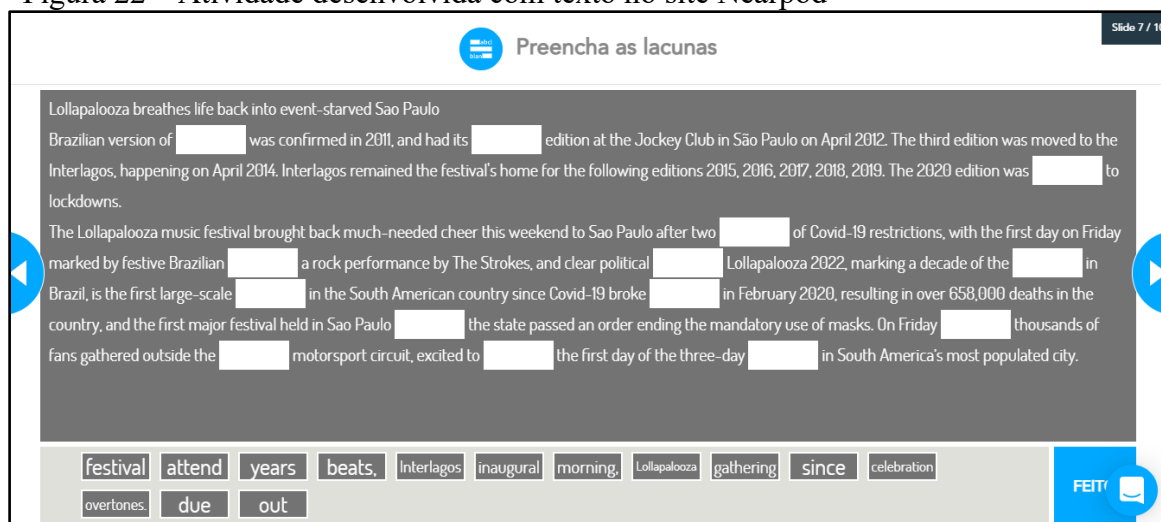 Figura 22 – Atividade desenvolvida com texto no site Nearpod
Slide 7 / 10
abc
blan
Preencha as lacunas
Lollapalooza breathes life back into event-starved Sao Paulo
Brazilian version of was confirmed in 2011, and had its edition at the Jockey Club in São Paulo on April 2012. The third edition was moved to the
Interlagos, happening on April 2014. Interlagos remained the festival's home for the following editions 2015, 2016, 2017, 2018, 2019. The 2020 edition was to
lockdowns.
The Lollapalooza music festival brought back much-needed cheer this weekend to Sao Paulo after two of Covid-19 restrictions, with the first day on Friday
marked by festive Brazilian a rock performance by The Strokes, and clear political Lollapalooza 2022, marking a decade of the in
Brazil, is the first large-scale in the South American country since Covid-19 broke in February 2020, resulting in over 658,000 deaths in the
country, and the first major festival held in Sao Paulo the state passed an order ending the mandatory use of masks. On Friday thousands of
fans gathered outside the motorsport circuit, excited to the first day of the three-day in South America's most populated city.
festival attend years beats, Interlagos inaugural morning, Lollapalooza gathering since celebration
overtones. due out
FEITO